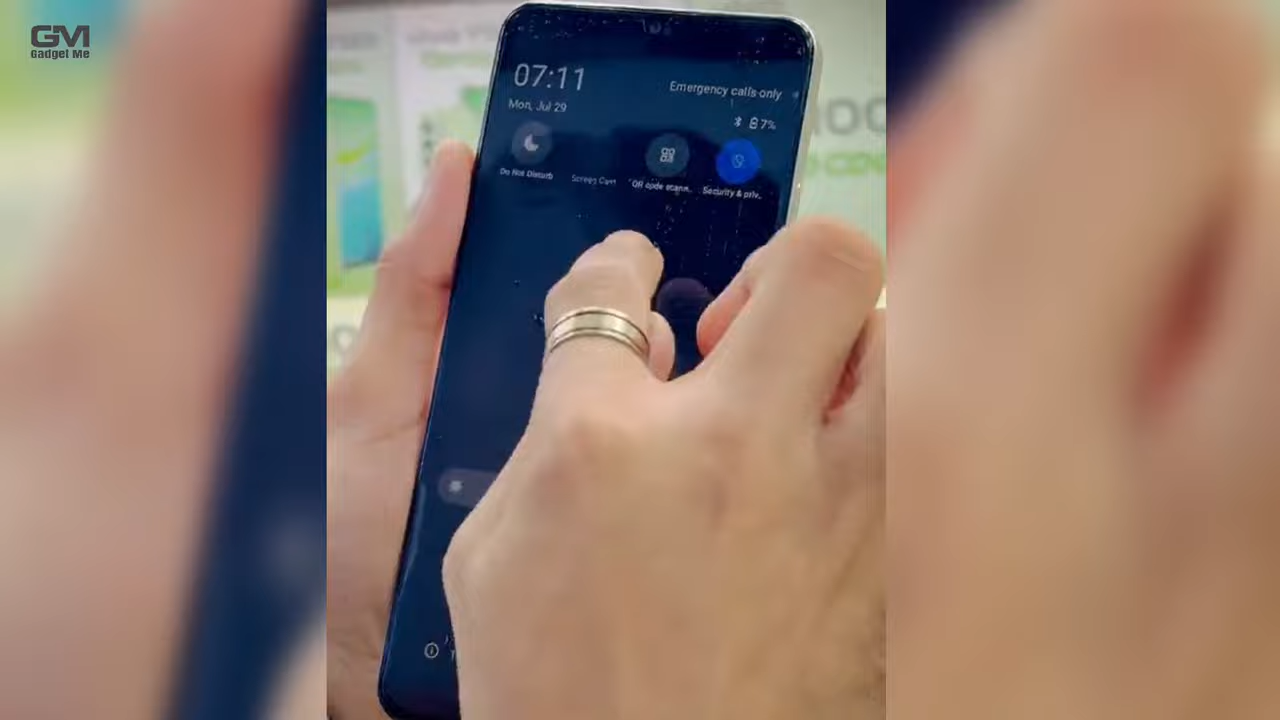 GM
Gadget Me
07:11
Emergency calls only
Mon, Jul 29
7%
Do Not Disturb
Screen Cast
QR code scann...
Security & priv...